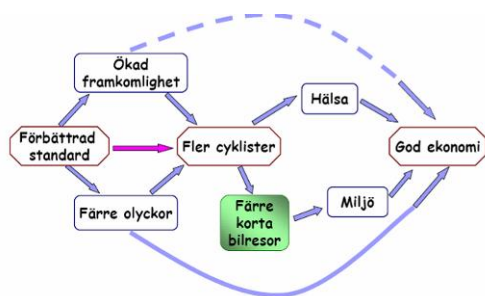 Ökad
framkomlighet
Hälsa
Förbättrad
standard
Fler cyklister
God ekonomi
Färre olyckor
Färre
korta
bilresor
Miljö